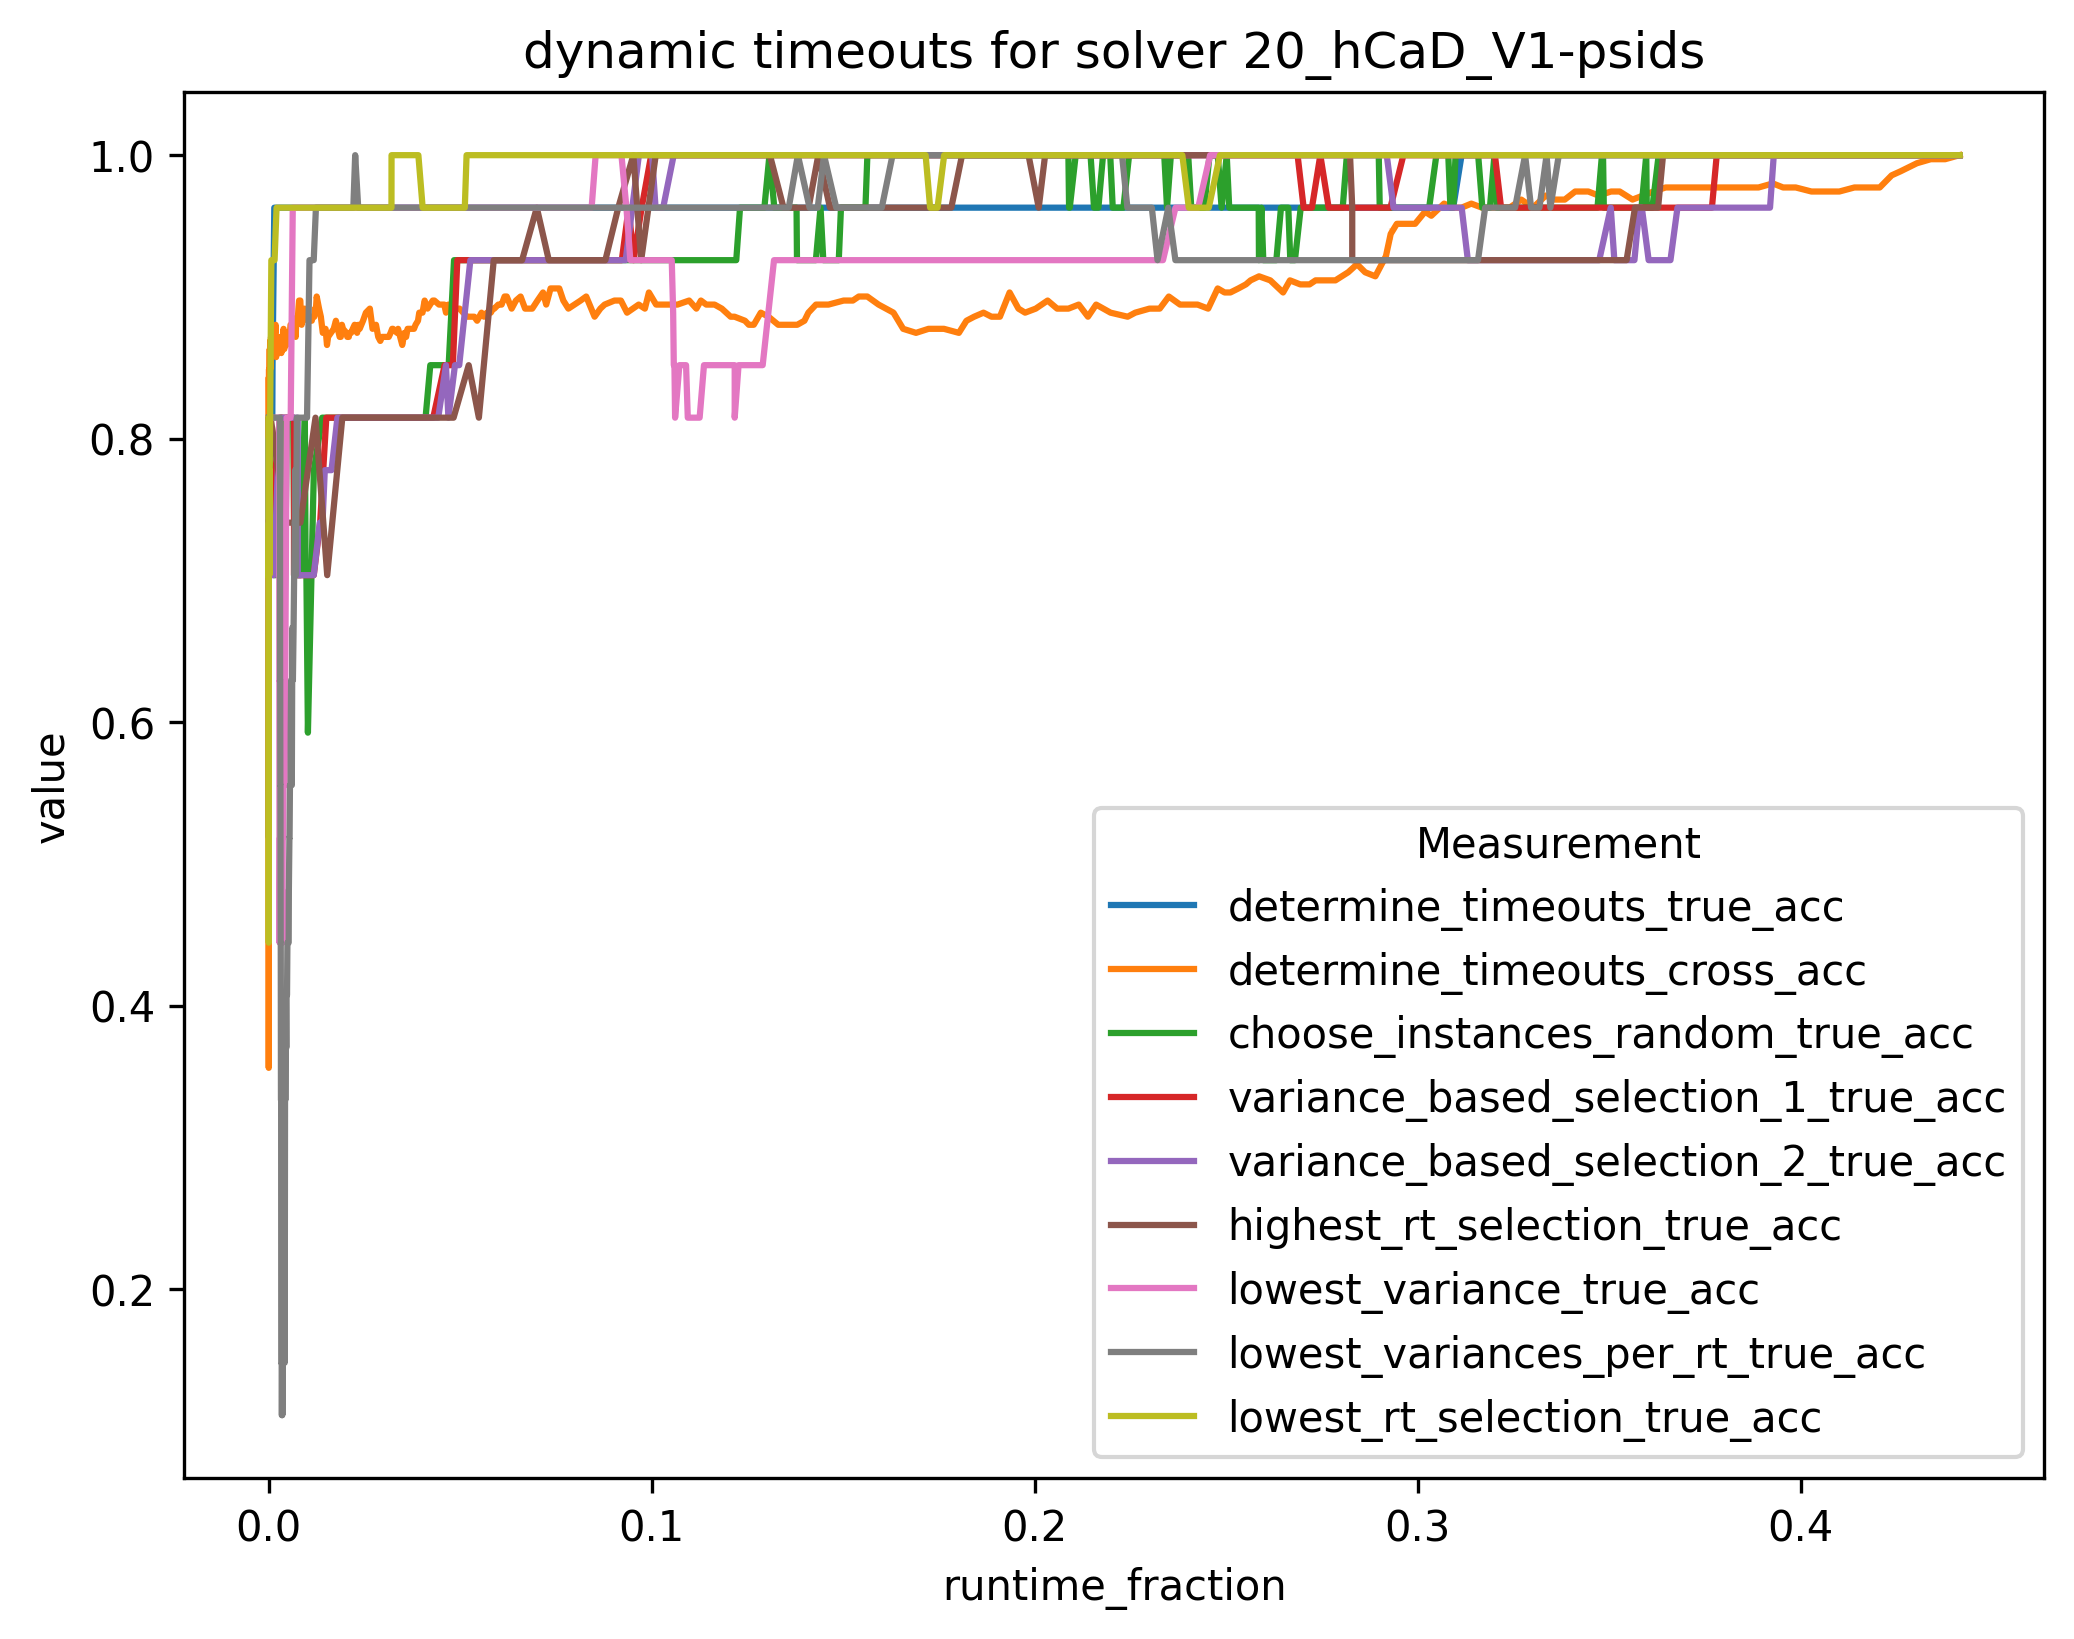 dynamic timeouts for solver 20_hCaD_V1-psids
value
1.0
0.8
0.6
0.4
0.2
0.0
0.1
0.2
0.3
0.4
runtime_fraction
Measurement
determine_timeouts_true_acc
determine_timeouts_cross_acc
choose_instances_random_true_acc
variance_based_selection_1_true_acc
variance_based_selection_2_true_acc
highest_rt_selection_true_acc
lowest_variance_true_acc
lowest_variances_per_rt_true_acc
lowest_rt_selection_true_acc